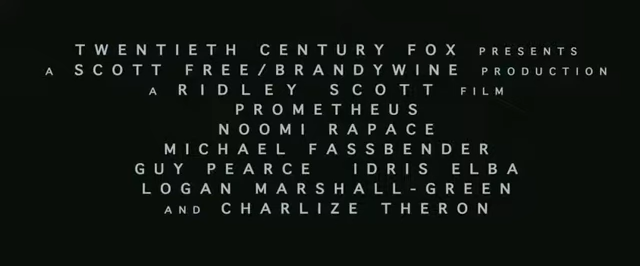 TWENTIETH CENTURY FOX PRESENTS
A SCOTT FREE/BRANDYWINE PRODUCTION
A RIDLEY SCOTT FILM
PROMETHEUS
NOOMI RAPACE
MICHAEL FASSBENDER
GUY PEARCE IDRIS ELBA
LOGAN MARSHALL-GREEN
AND CHARLIZE THERON